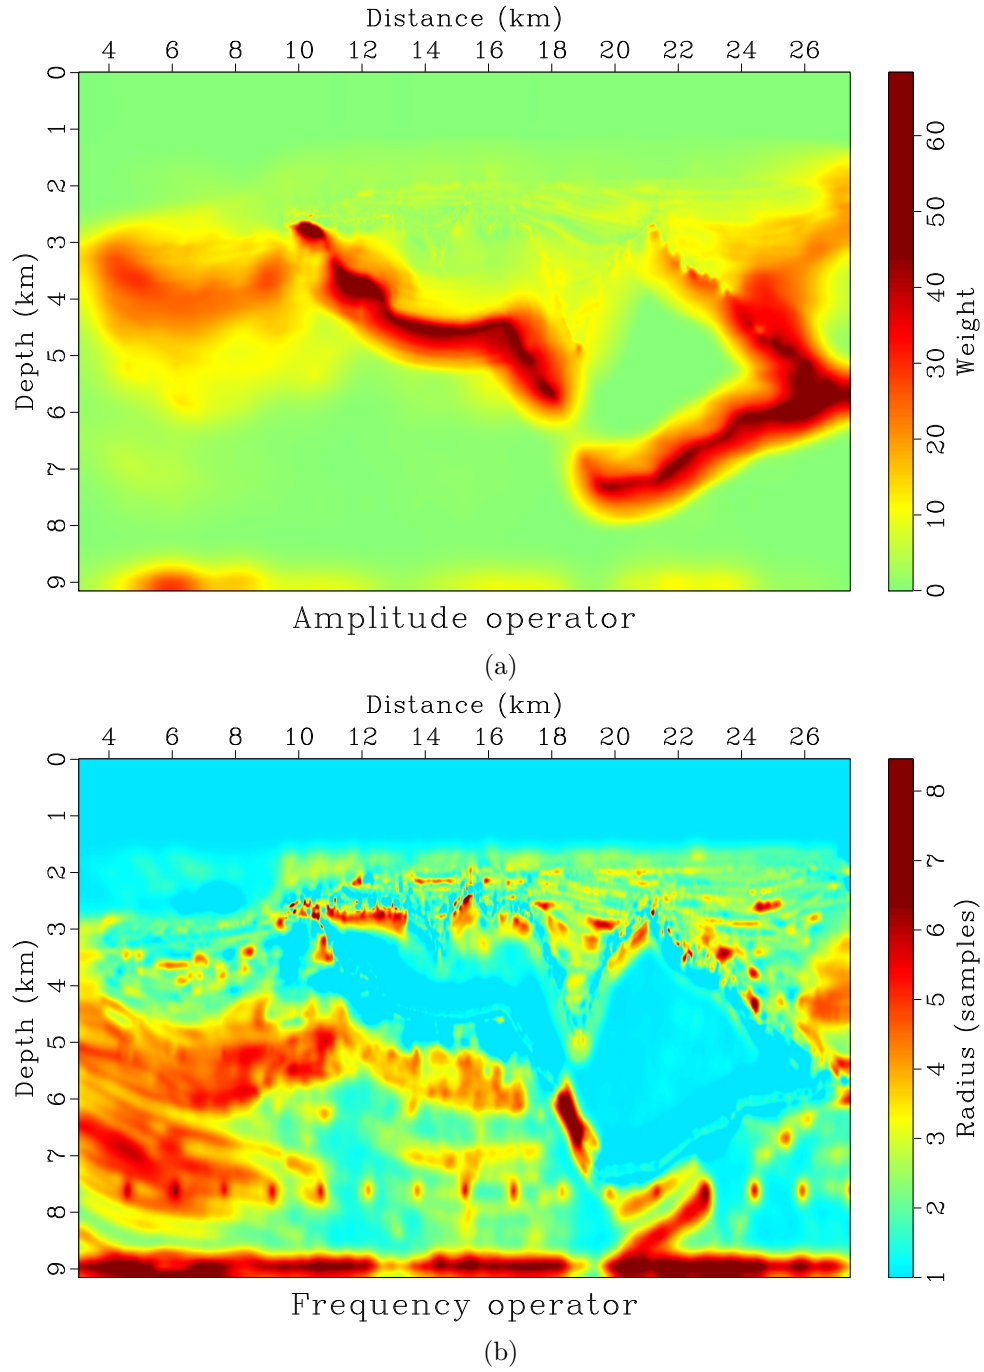 Distance (km)
4 6 8 10 12 14 16 18 20 22 24 26
0
1
2
3
4
5
6
7
8
9
Depth (km)
0
10
20
30
40
50
60
Weight
Amplitude operator
(a)
Distance (km)
4 6 8 10 12 14 16 18 20 22 24 26
0
1
2
3
4
5
6
7
8
9
Depth (km)
1
2
3
4
5
6
7
8
Radius (samples)
Frequency operator
(b)